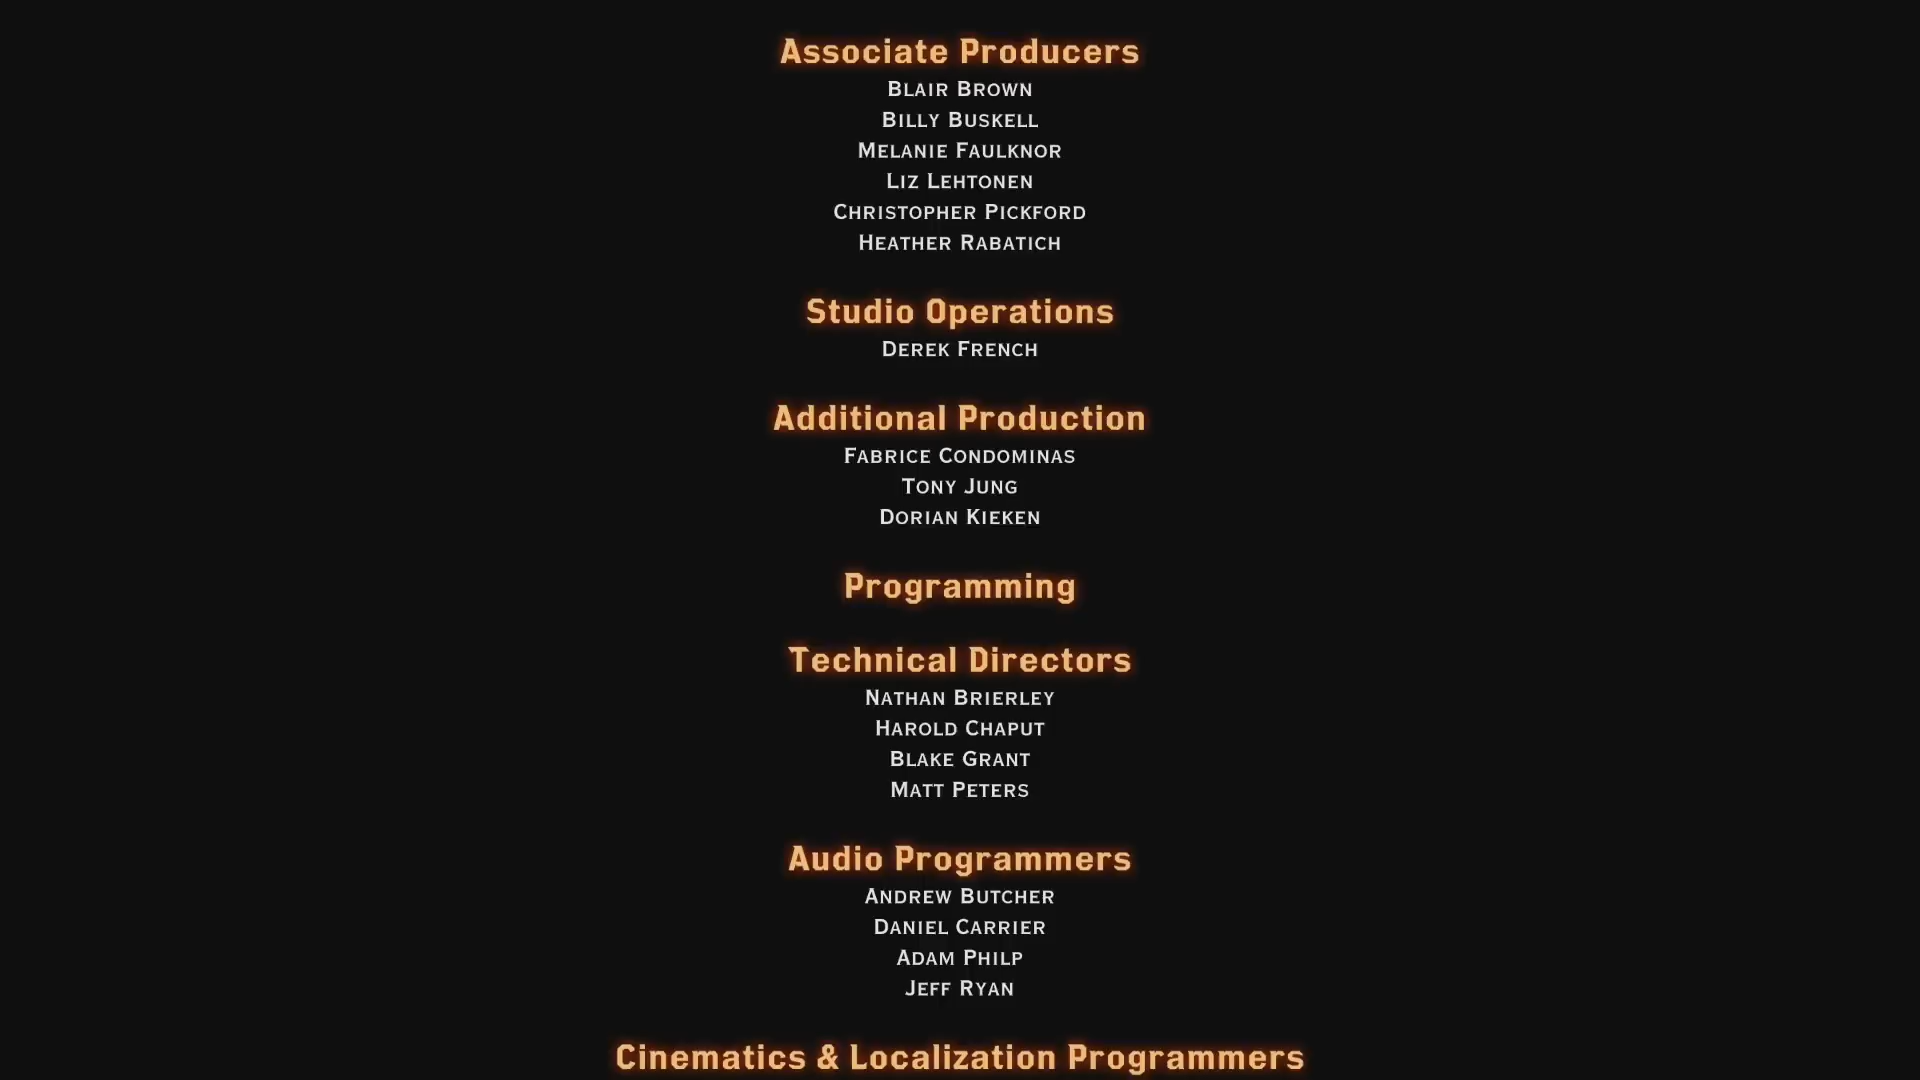 Associate Producers
Blair Brown
Billy Buskell
Melanie Faulknor
Liz Lehtonen
Christopher Pickford
Heather Rabatich
Studio Operations
Derek French
Additional Production
Fabrice Condominas
Tony Jung
Dorian Kieken
Programming
Technical Directors
Nathan Brierley
Harold Chaput
Blake Grant
Matt Peters
Audio Programmers
Andrew Butcher
Daniel Carrier
Adam Philp
Jeff Ryan
Cinematics & Localization Programmers